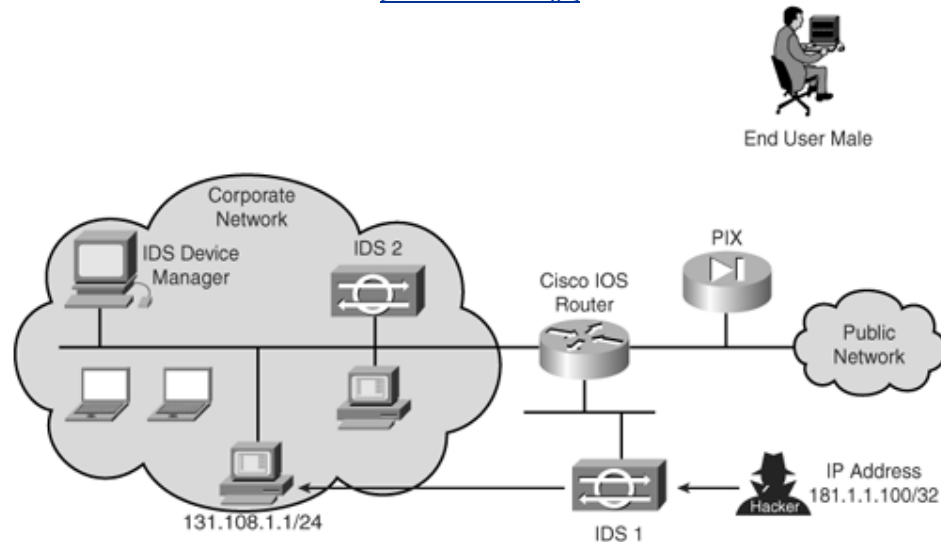 End User Male
Corporate
Network
IDS Device
Manager
IDS 2
Cisco IOS
Router
PIX
Public
Network
131.108.1.1/24
IDS 1
Hacker
IP Address
181.1.1.100/32